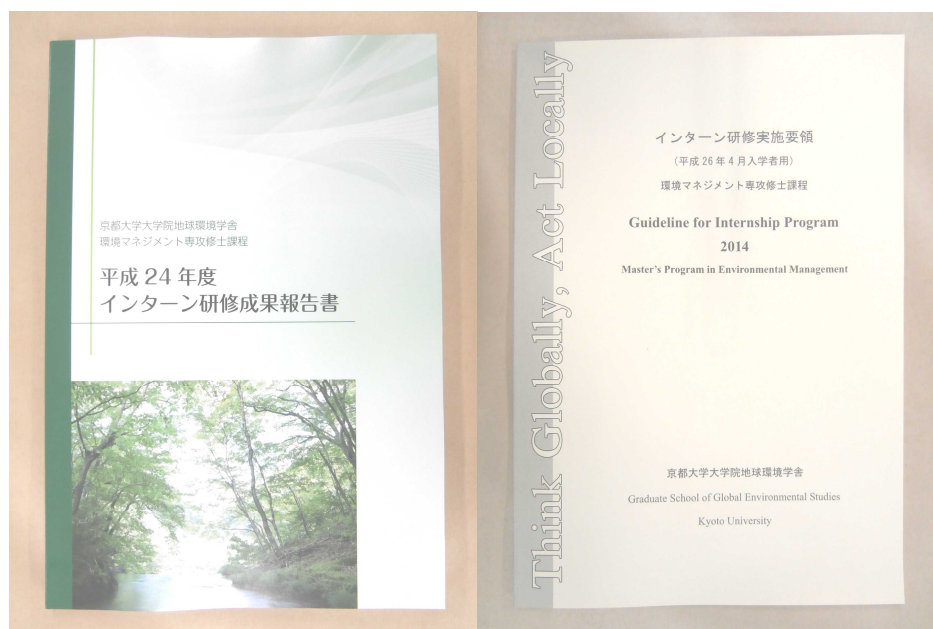 京都大学大学院地球環境学舎
環境マネジメント専攻修士課程
平成 24 年度
インターン研修成果報告書
Think Globally, Act Locally
インターン研修実施要領
（平成 26 年 4 月入学者用）
環境マネジメント専攻修士課程
Guideline for Internship Program
2014
Master's Program in Environmental Management
京都大学大学院地球環境学舎
Graduate School of Global Environmental Studies
Kyoto University